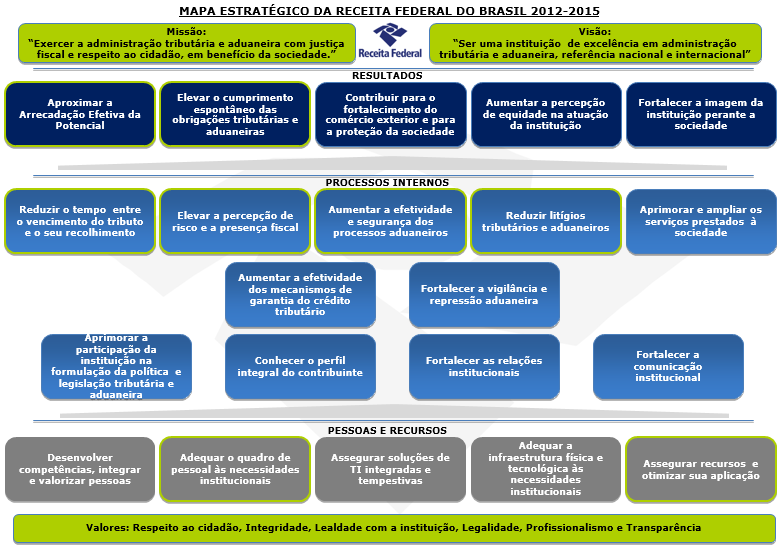 MAPA ESTRATÉGICO DA RECEITA FEDERAL DO BRASIL 2012-2015
Missão:
“Exercer a administração tributária e aduaneira com justiça
fiscal e respeito ao cidadão, em benefício da sociedade.”
Receita Federal
Visão:
“Ser uma instituição de excelência em administração
tributária e aduaneira, referência nacional e internacional”
RESULTADOS
Aproximar a
Arrecadação Efetiva da
Potencial
Elevar o cumprimento
espontâneo das
obrigações tributárias e
aduaneiras
Contribuir para o
fortalecimento do
comércio exterior e para
a proteção da sociedade
Aumentar a percepção
de equidade na atuação
da instituição
Fortalecer a imagem da
instituição perante a
sociedade
PROCESSOS INTERNOS
Reduzir o tempo entre
o vencimento do tributo
e o seu recolhimento
Elevar a percepção de
risco e a presença fiscal
Aumentar a efetividade
e segurança dos
processos aduaneiros
Reduzir litígios
tributários e aduaneiros
Aprimorar e ampliar os
serviços prestados à
sociedade
Aumentar a efetividade
dos mecanismos de
garantia do crédito
tributário
Fortalecer a vigilância e
repressão aduaneira
Aprimorar a
participação da
instituição na
formulação da política e
legislação tributária e
aduaneira
Conhecer o perfil
integral do contribuinte
Fortalecer as relações
institucionais
Fortalecer a
comunicação
institucional
PESSOAS E RECURSOS
Desenvolver
competências, integrar
e valorizar pessoas
Adequar o quadro de
pessoal às necessidades
institucionais
Assegurar soluções de
TI integradas e
tempestivas
Adequar a
infraestrutura física e
tecnológica às
necessidades
institucionais
Assegurar recursos e
otimizar sua aplicação
Valores: Respeito ao cidadão, Integridade, Lealdade com a instituição, Legalidade, Profissionalismo e Transparência